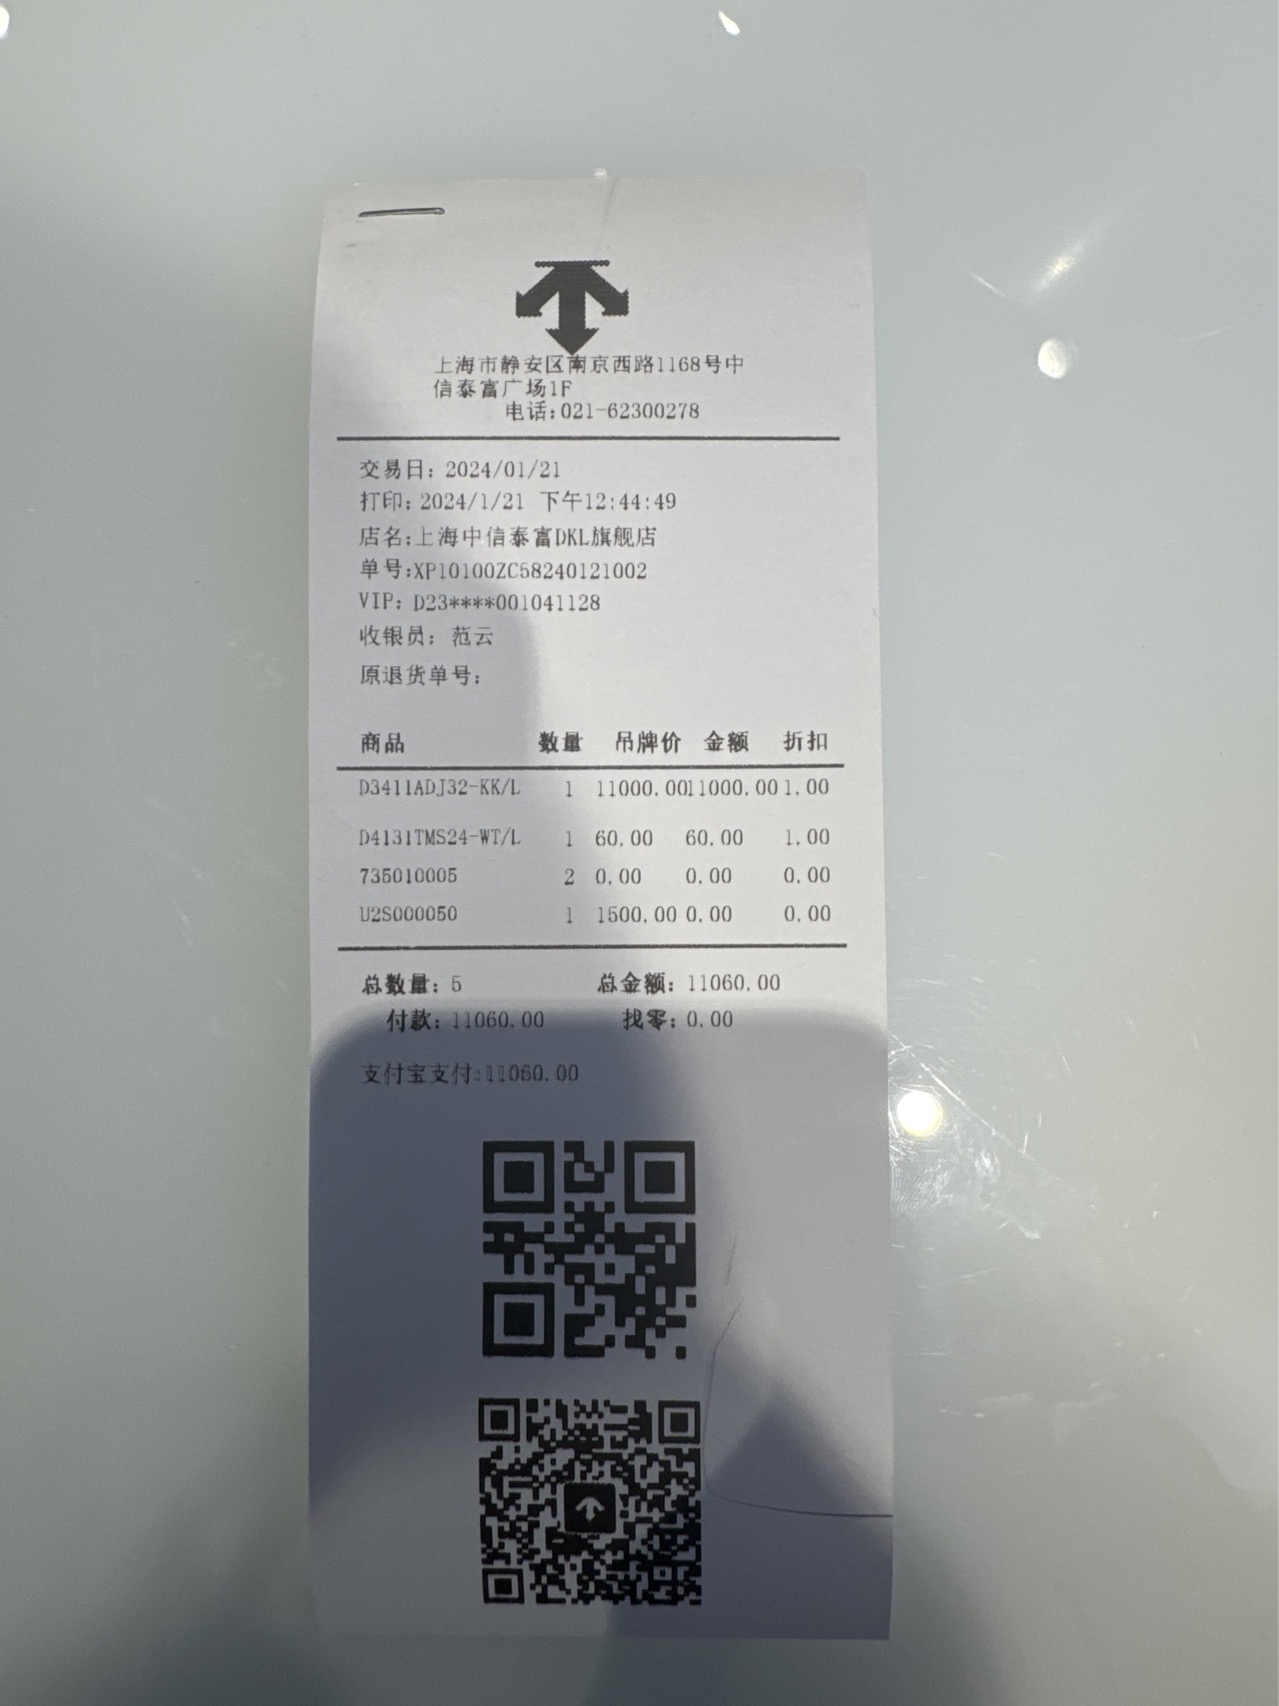 上海市静安区南京西路1168号中
信泰富广场1F
电话:021-62300278
交易日: 2024/01/21
打印: 2024/1/21 下午12:44:49
店名:上海中信泰富DKL旗舰店
单号:XP10100ZC58240121002
VIP: D23****001041128
收银员: 范云
原退货单号:
商品 数量 吊牌价 金额 折扣
D3411ADJ32-KK/L 1 11000.00 11000.00 1.00
D4131TMS24-WT/L 1 60.00 60.00 1.00
735010005 2 0.00 0.00 0.00
U2S000050 1 1500.00 0.00 0.00
总数量: 5 总金额: 11060.00
付款: 11060.00 找零: 0.00
支付宝支付:11060.00